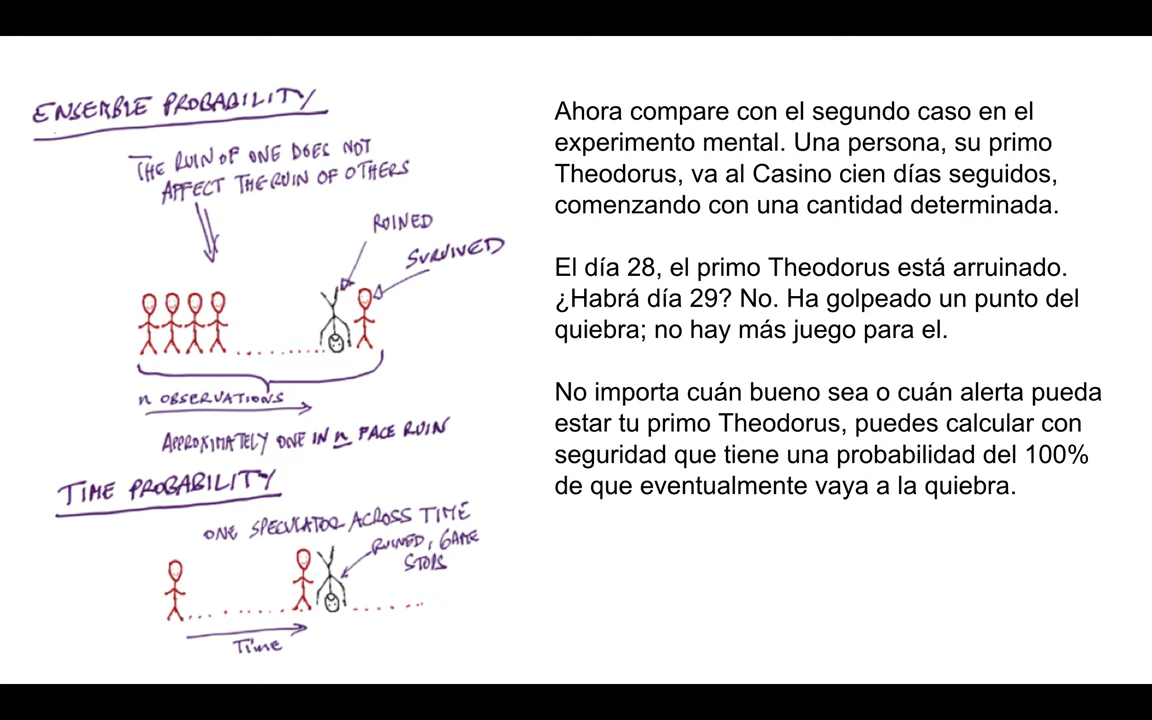 ENSEMBLE PROBABILITY
THE RUIN OF ONE DOES NOT
AFFECT THE RUIN OF OTHERS
RUINED
SURVIVED
n OBSERVATIONS
APPROXIMATELY ONE IN n FACE RUIN
TIME PROBABILITY
ONE SPECULATOR ACROSS TIME
RUINED, GAME
STOPS
Time
Ahora compare con el segundo caso en el
experimento mental. Una persona, su primo
Theodorus, va al Casino cien días seguidos,
comenzando con una cantidad determinada.
El día 28, el primo Theodorus está arruinado.
¿Habrá día 29? No. Ha golpeado un punto del
quiebra; no hay más juego para el.
No importa cuán bueno sea o cuán alerta pueda
estar tu primo Theodorus, puedes calcular con
seguridad que tiene una probabilidad del 100%
de que eventualmente vaya a la quiebra.